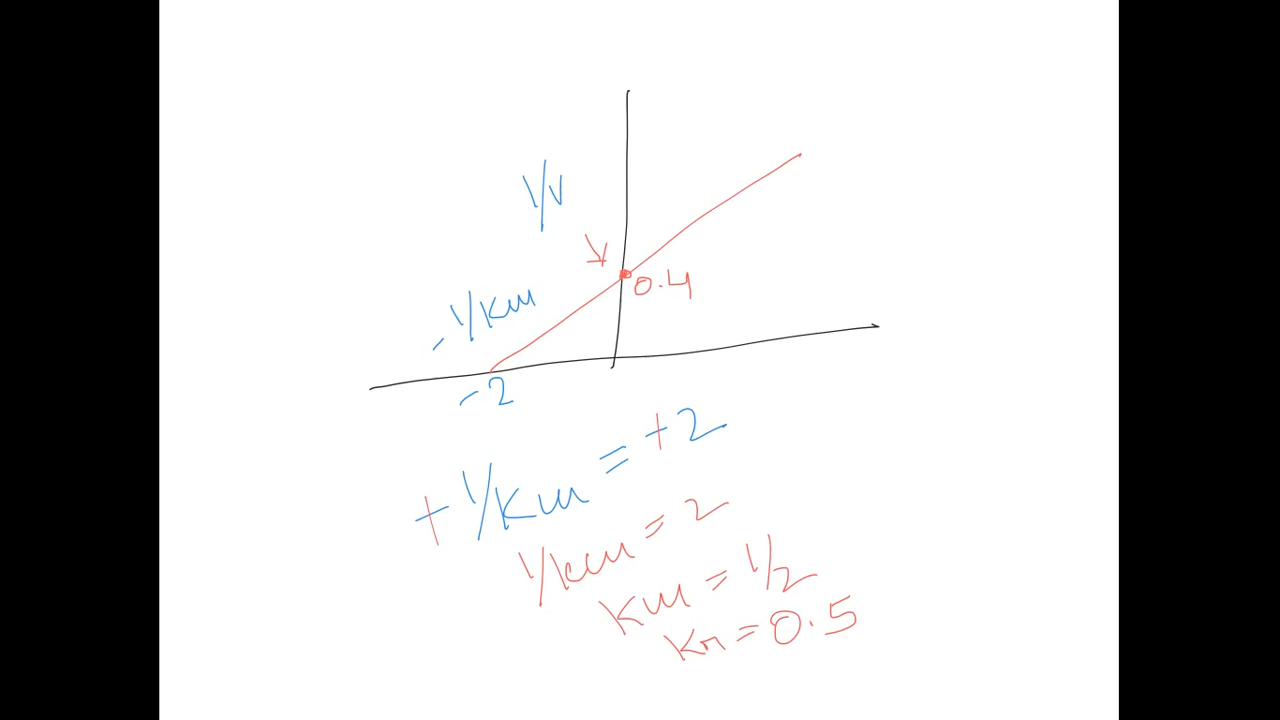 1/V
0.4
- 1/Km
-2
+ 1/Km = +2
1/Km = 2
Km = 1/2
Km = 0.5